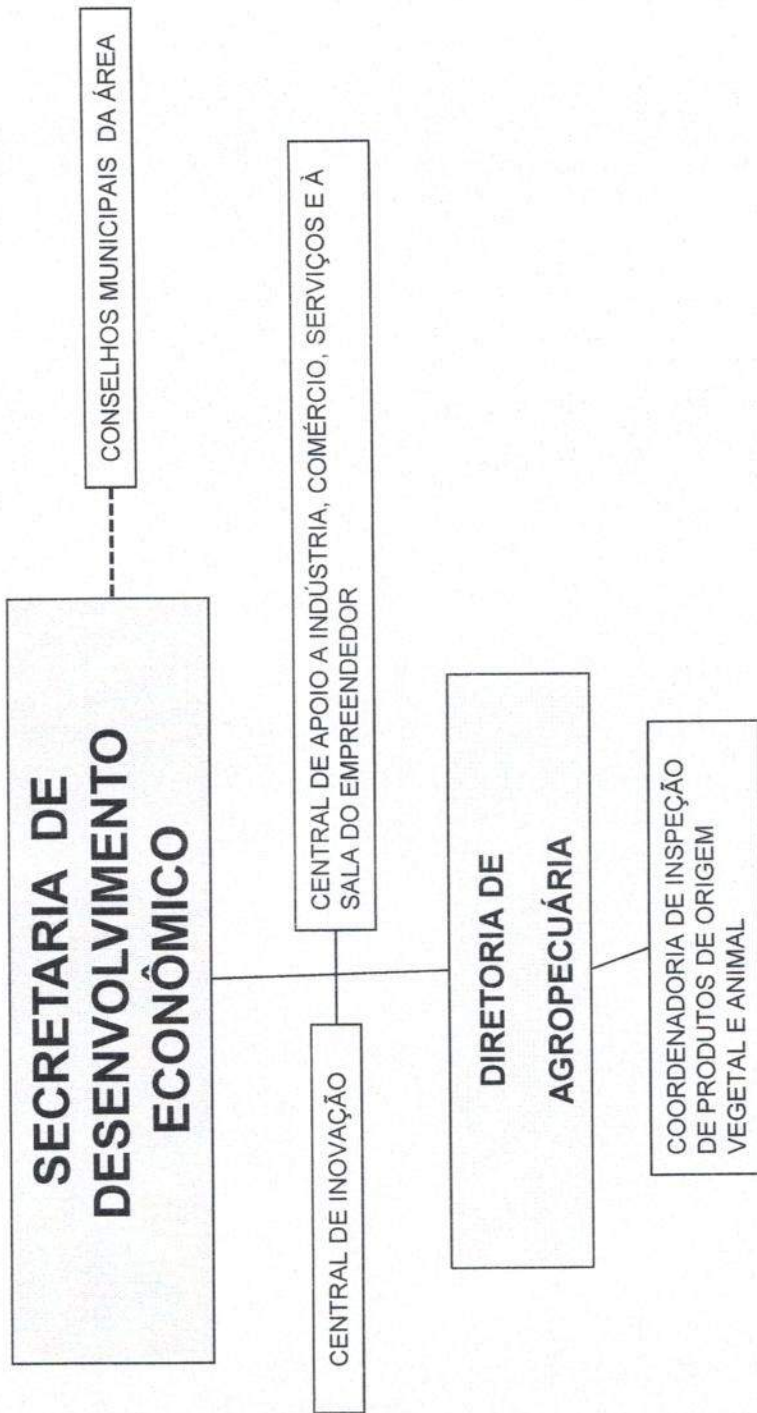 SECRETARIA DE
DESENVOLVIMENTO
ECONÔMICO
CONSELHOS MUNICIPAIS DA ÁREA
CENTRAL DE INOVAÇÃO
CENTRAL DE APOIO A INDÚSTRIA, COMÉRCIO, SERVIÇOS E À
SALA DO EMPREENDEDOR
DIRETORIA DE
AGROPECUÁRIA
COORDENADORIA DE INSPEÇÃO
DE PRODUTOS DE ORIGEM
VEGETAL E ANIMAL